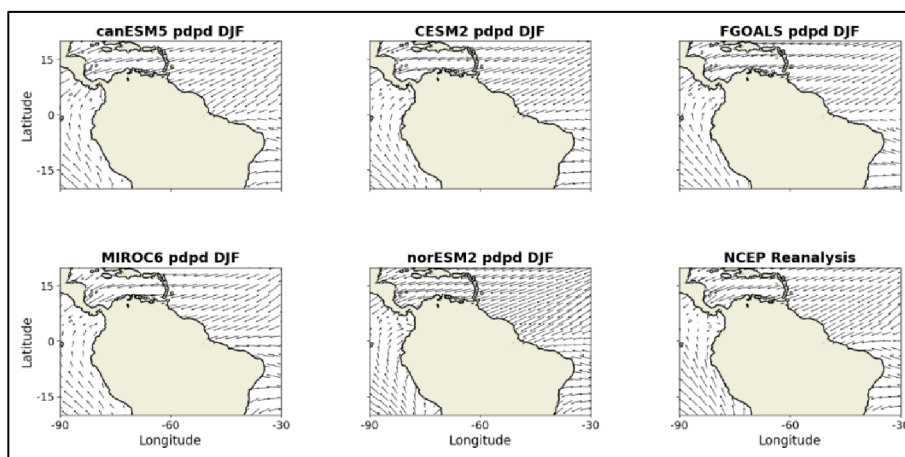 canESM5 pdpd DJF
CESM2 pdpd DJF
FGOALS pdpd DJF
15
0
-15
Latitude
MIROC6 pdpd DJF
norESM2 pdpd DJF
NCEP Reanalysis
15
0
-15
Latitude
-90 -60 -30
-90 -60 -30
-90 -60 -30
Longitude
Longitude
Longitude